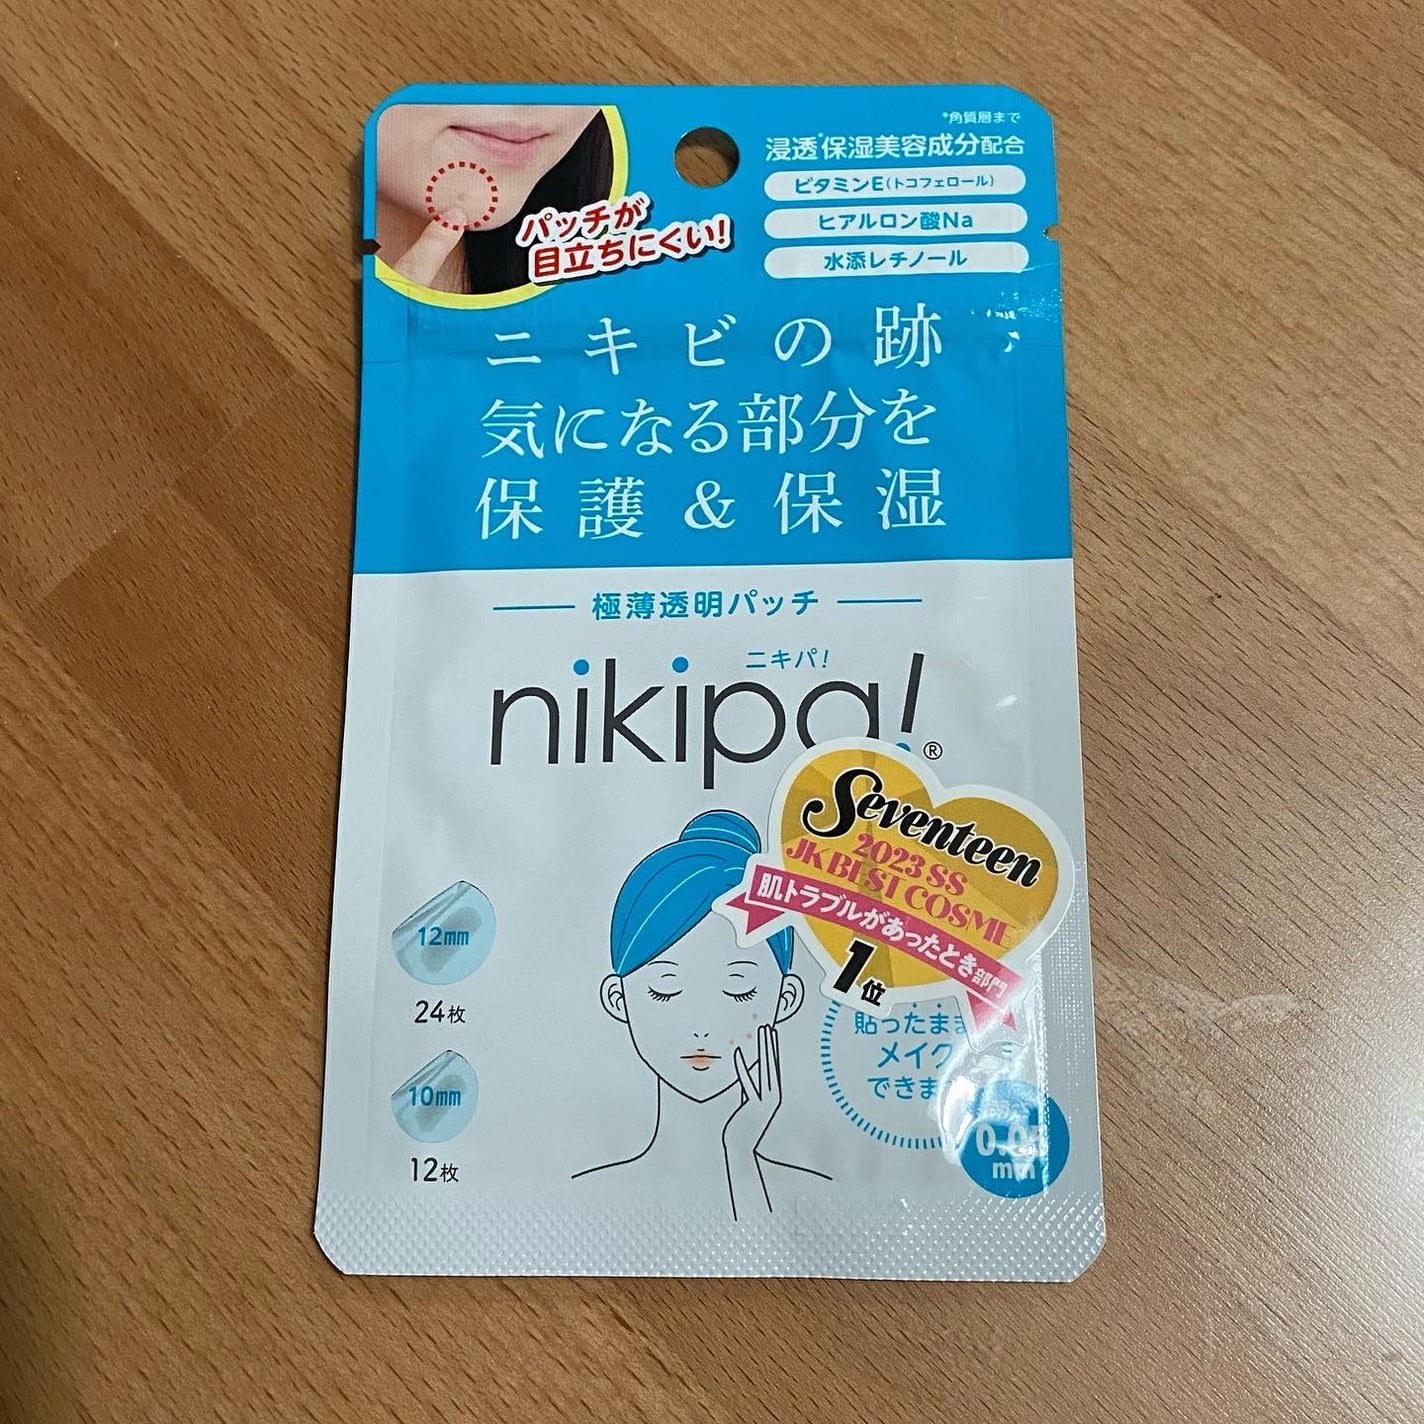 *角質層まで
浸透*保湿美容成分配合
ビタミンE(トコフェロール)
ヒアルロン酸Na
水添レチノール
パッチが
目立ちにくい!
ニキビの跡
気になる部分を
保護&保湿
極薄透明パッチ
ニキパ!
nikipa!®
Seventeen
2023 SS
JK BEST COSME
肌トラブルがあったとき部門
1位
12mm
24枚
10mm
12枚
貼ったまま
メイク
できま
mm